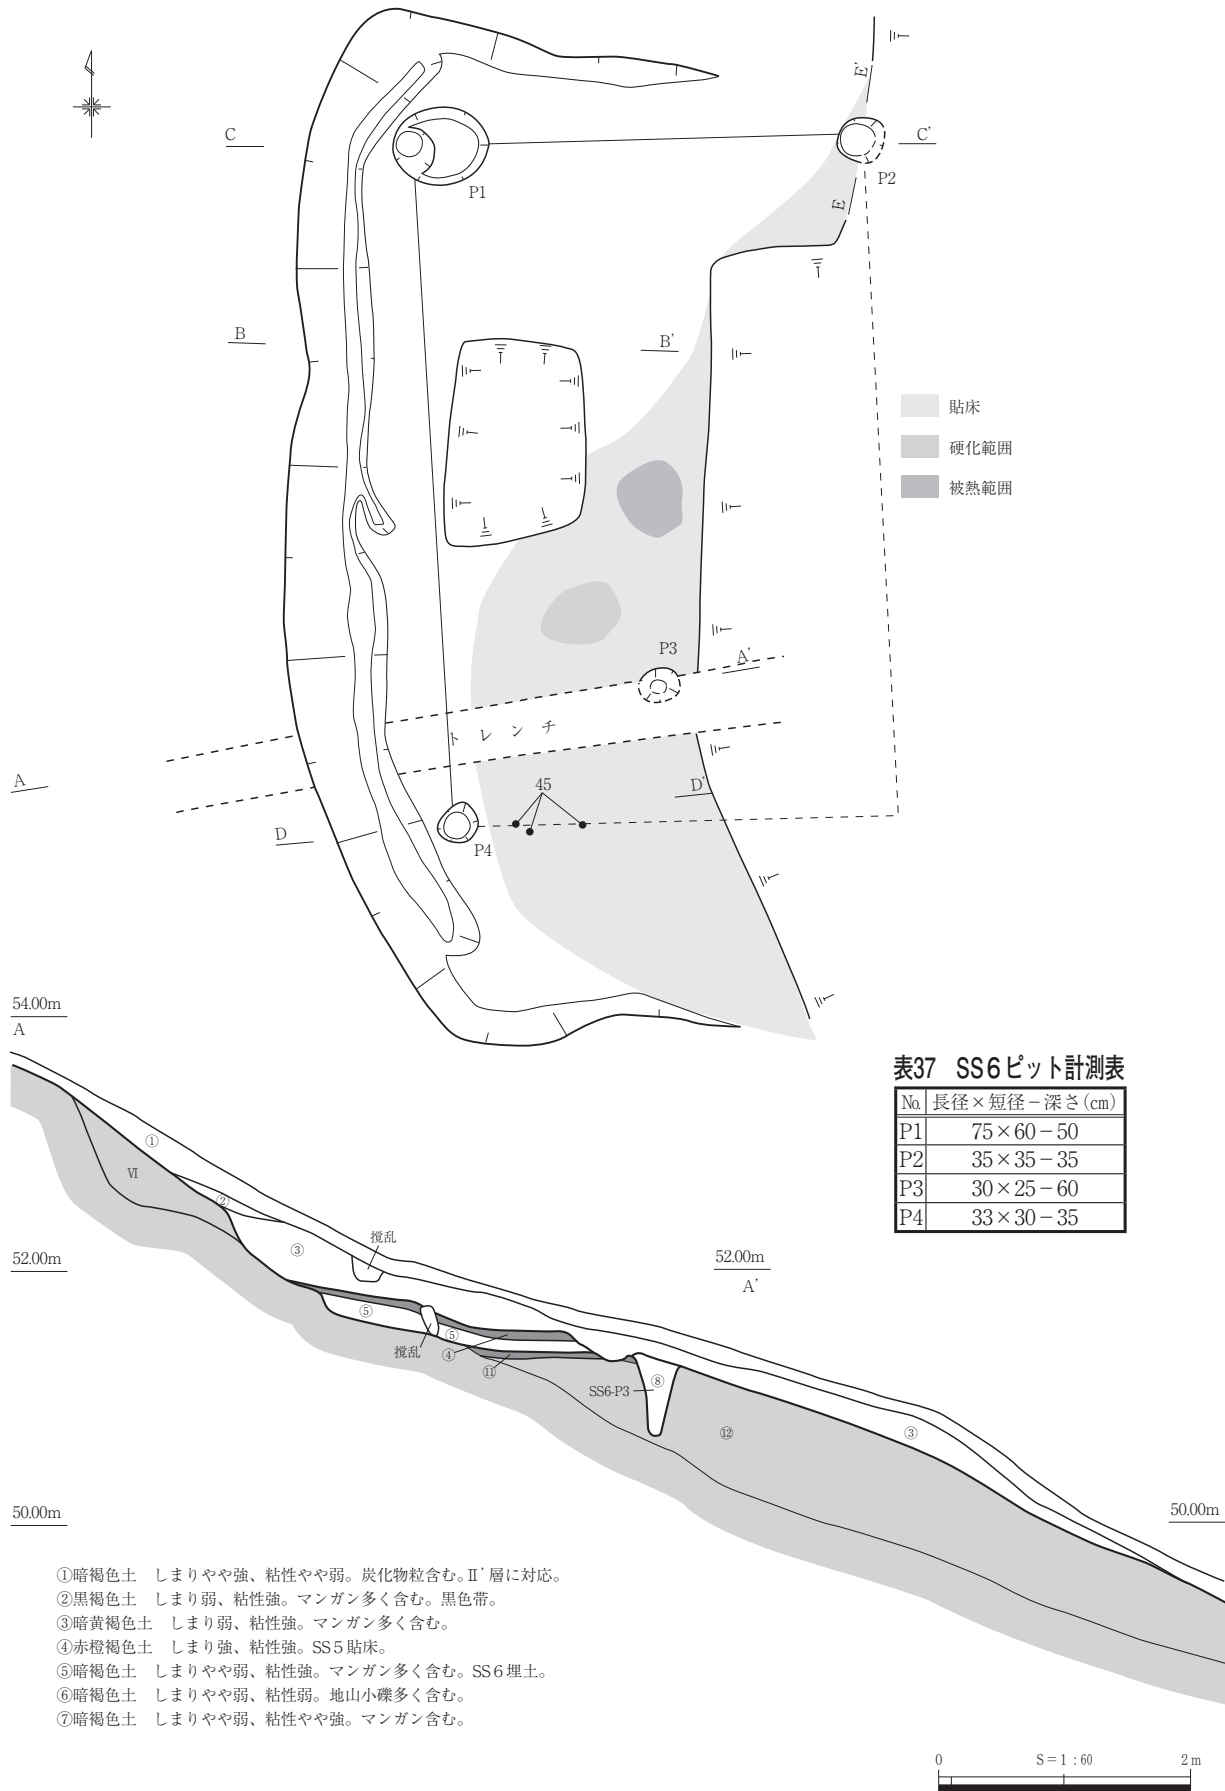 E'
C
C'
P1
P2
E
B
B'
貼床
硬化範囲
被熱範囲
P3
A'
トレンチ
A
45
D'
D
P4
54.00m
A
表37 SS6ピット計測表
№ 長径×短径－深さ(cm)
P1 75×60－50
P2 35×35－35
P3 30×25－60
P4 33×30－35
①
Ⅵ
②
③
撹乱
52.00m
52.00m
A'
⑤
⑤
撹乱
④
⑪
SS6-P3
⑧
⑫
③
50.00m
50.00m
①暗褐色土 しまりやや強、粘性やや弱。炭化物粒含む。Ⅱ'層に対応。
②黒褐色土 しまり弱、粘性強。マンガン多く含む。黒色帯。
③暗黄褐色土 しまり弱、粘性強。マンガン多く含む。
④赤橙褐色土 しまり強、粘性強。SS5貼床。
⑤暗褐色土 しまりやや弱、粘性強。マンガン多く含む。SS6埋土。
⑥暗褐色土 しまりやや弱、粘性弱。地山小礫多く含む。
⑦暗褐色土 しまりやや弱、粘性やや強。マンガン含む。
0 S=1:60 2m